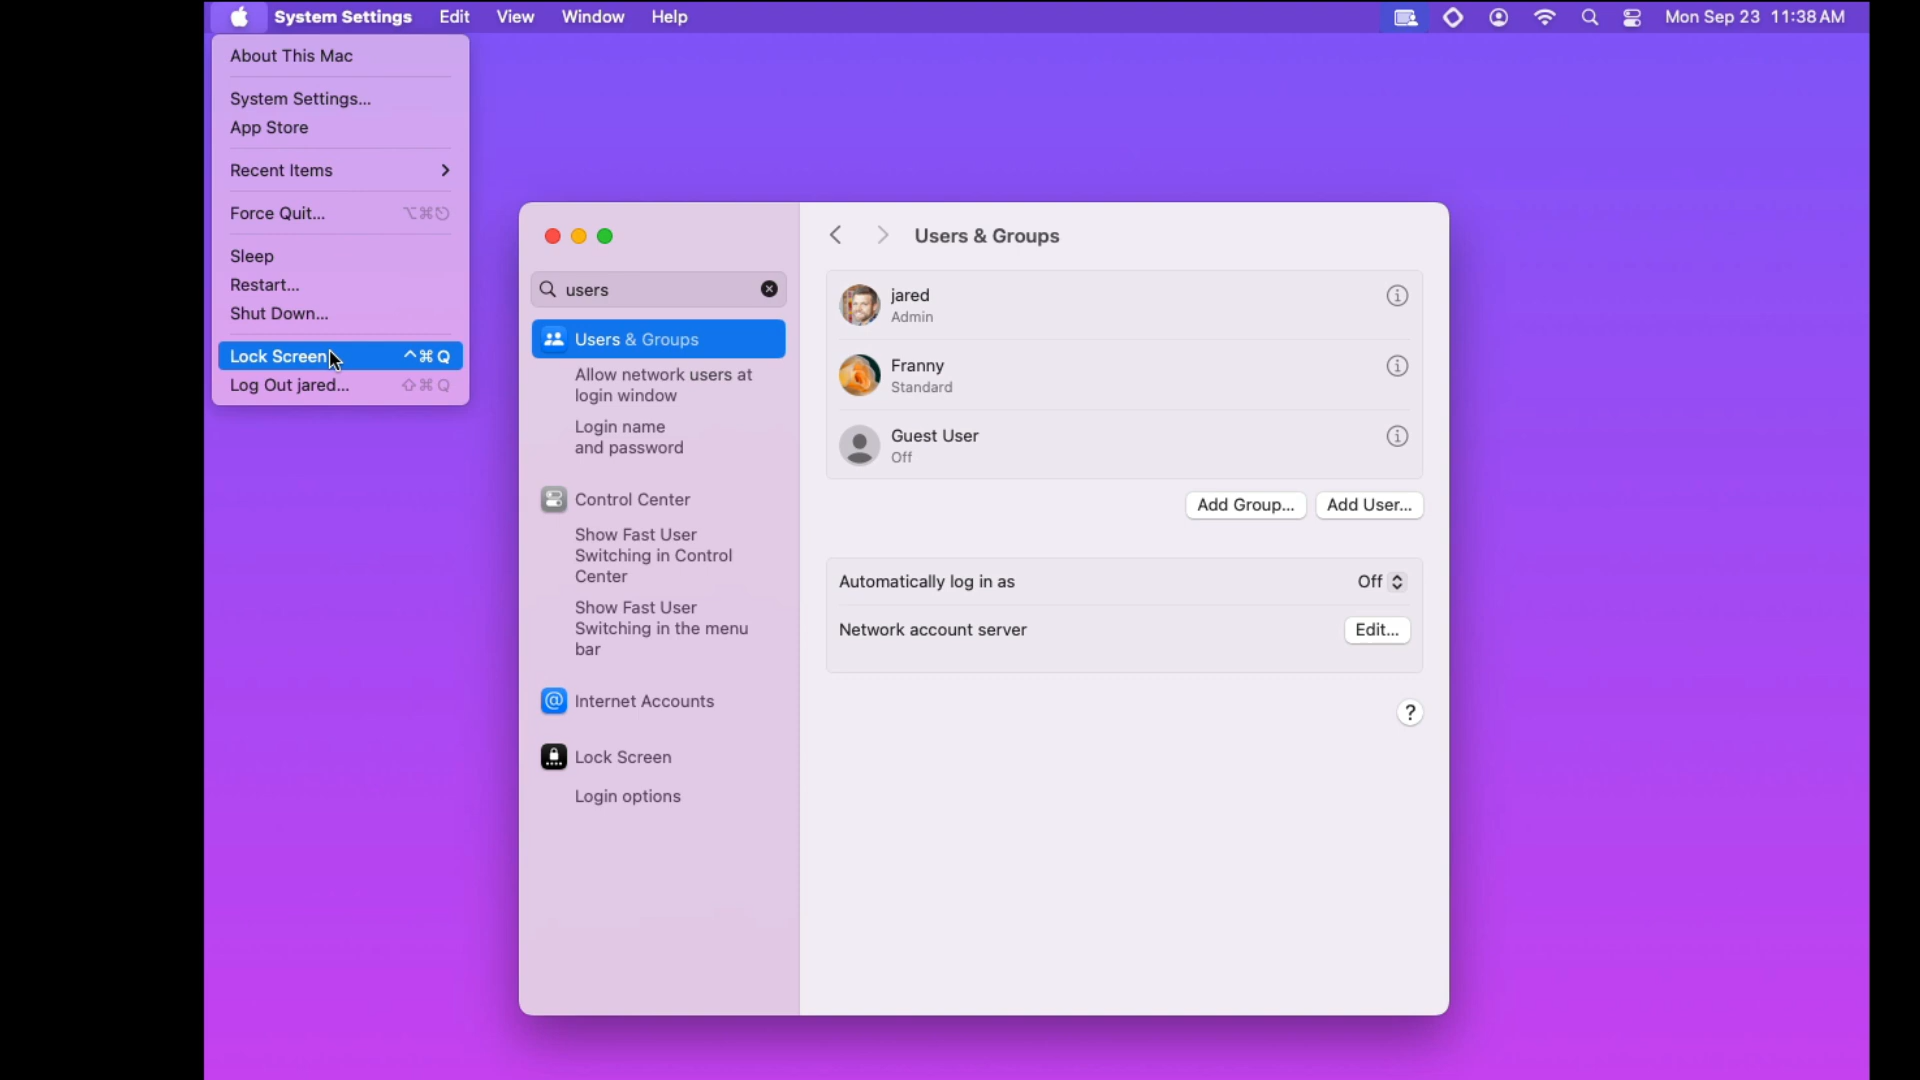 System Settings Edit View Window Help Mon Sep 23 11:38 AM
About This Mac
System Settings...
App Store
Recent Items
Force Quit... ⌥⌘⎋
Sleep
Restart...
Shut Down...
Lock Screen ^⌘Q
Log Out jared... ⇧⌘Q
users
Users & Groups
Allow network users at
login window
Login name
and password
Control Center
Show Fast User
Switching in Control
Center
Show Fast User
Switching in the menu
bar
Internet Accounts
Lock Screen
Login options
Users & Groups
jared
Admin
Franny
Standard
Guest User
Off
Add Group... Add User...
Automatically log in as Off
Network account server Edit...
?